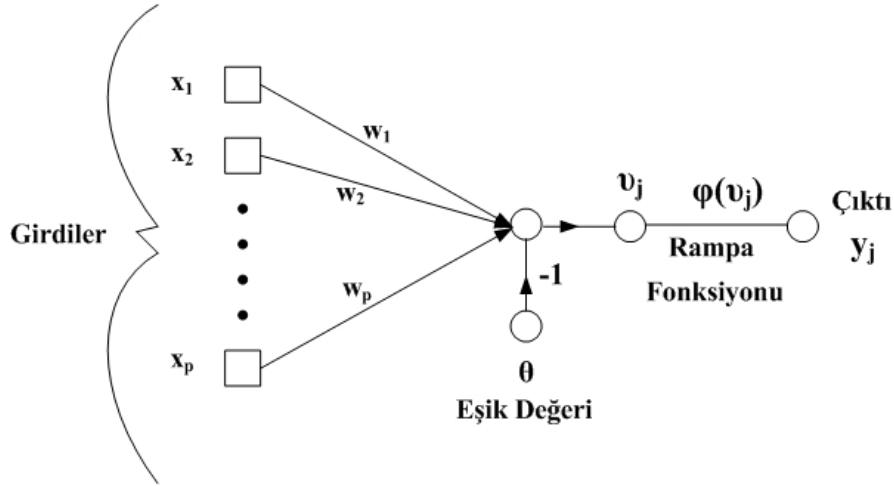 Girdiler
x₁
x₂
xₚ
w₁
w₂
wₚ
-1
θ
Eşik Değeri
υⱼ
φ(υⱼ)
Rampa
Fonksiyonu
Çıktı
yⱼ